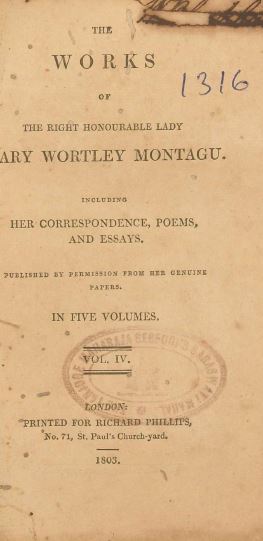 THE
WORKS
1316
OF
THE RIGHT HONOURABLE LADY
ARY WORTLEY MONTAGU.
INCLUDING
HER CORRESPONDENCE, POEMS,
AND ESSAYS.
PUBLISHED BY PERMISSION FROM HER GENUINE
PAPERS.
IN FIVE VOLUMES.
VOL. IV.
LONDON:
PRINTED FOR RICHARD PHILLIPS,
No. 71, St. Paul's Church-yard.
1803.